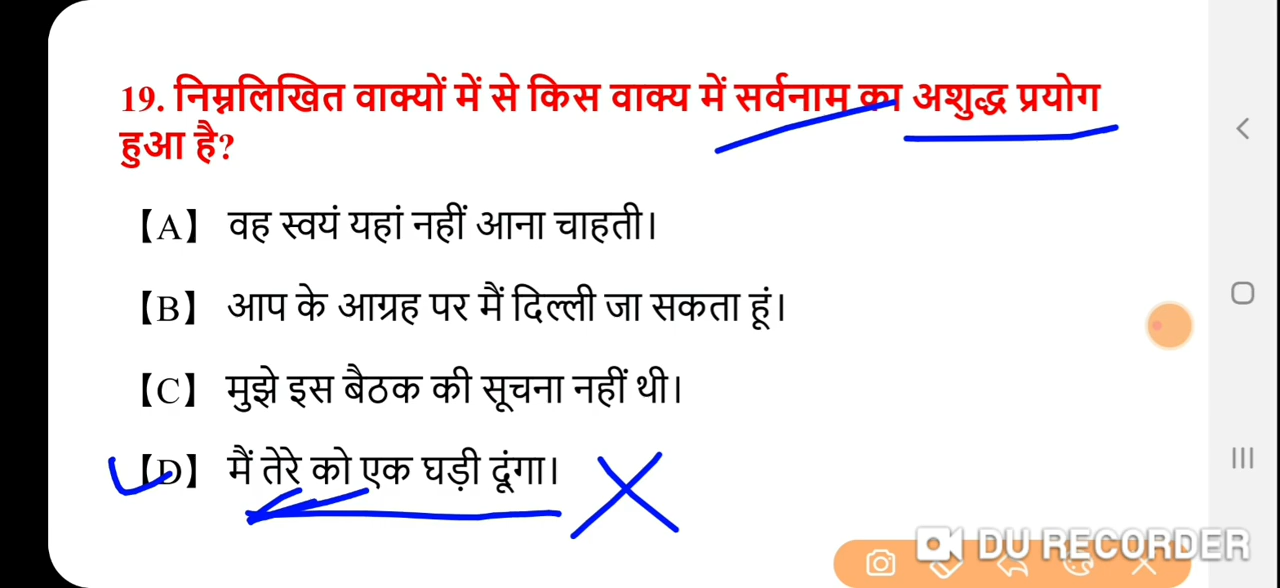 19. निम्नलिखित वाक्यों में से किस वाक्य में सर्वनाम का अशुद्ध प्रयोग
हुआ है?
【A】 वह स्वयं यहां नहीं आना चाहती।
【B】 आप के आग्रह पर मैं दिल्ली जा सकता हूं।
【C】 मुझे इस बैठक की सूचना नहीं थी।
【D】 मैं तेरे को एक घड़ी दूंगा।
DU RECORDER